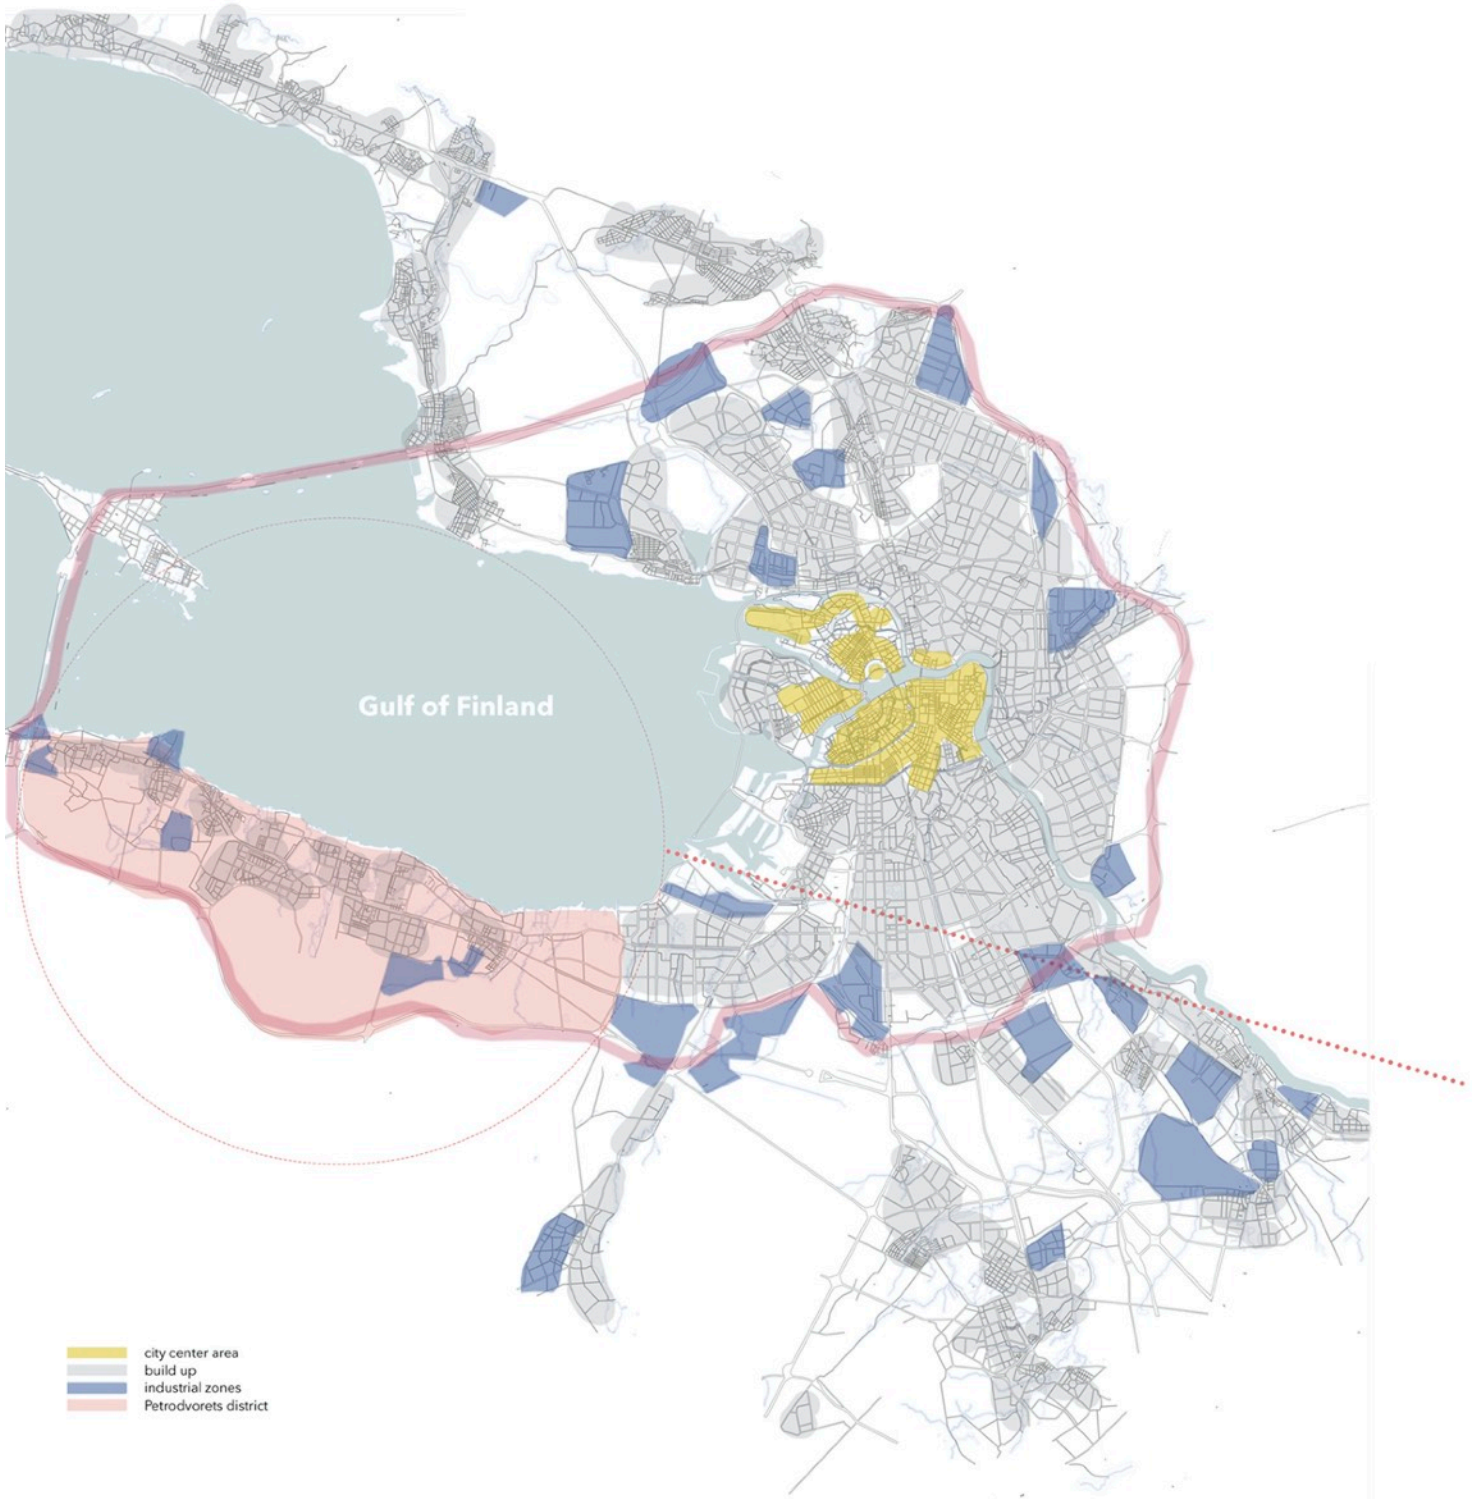 Gulf of Finland
city center area
build up
industrial zones
Petrodvorets district